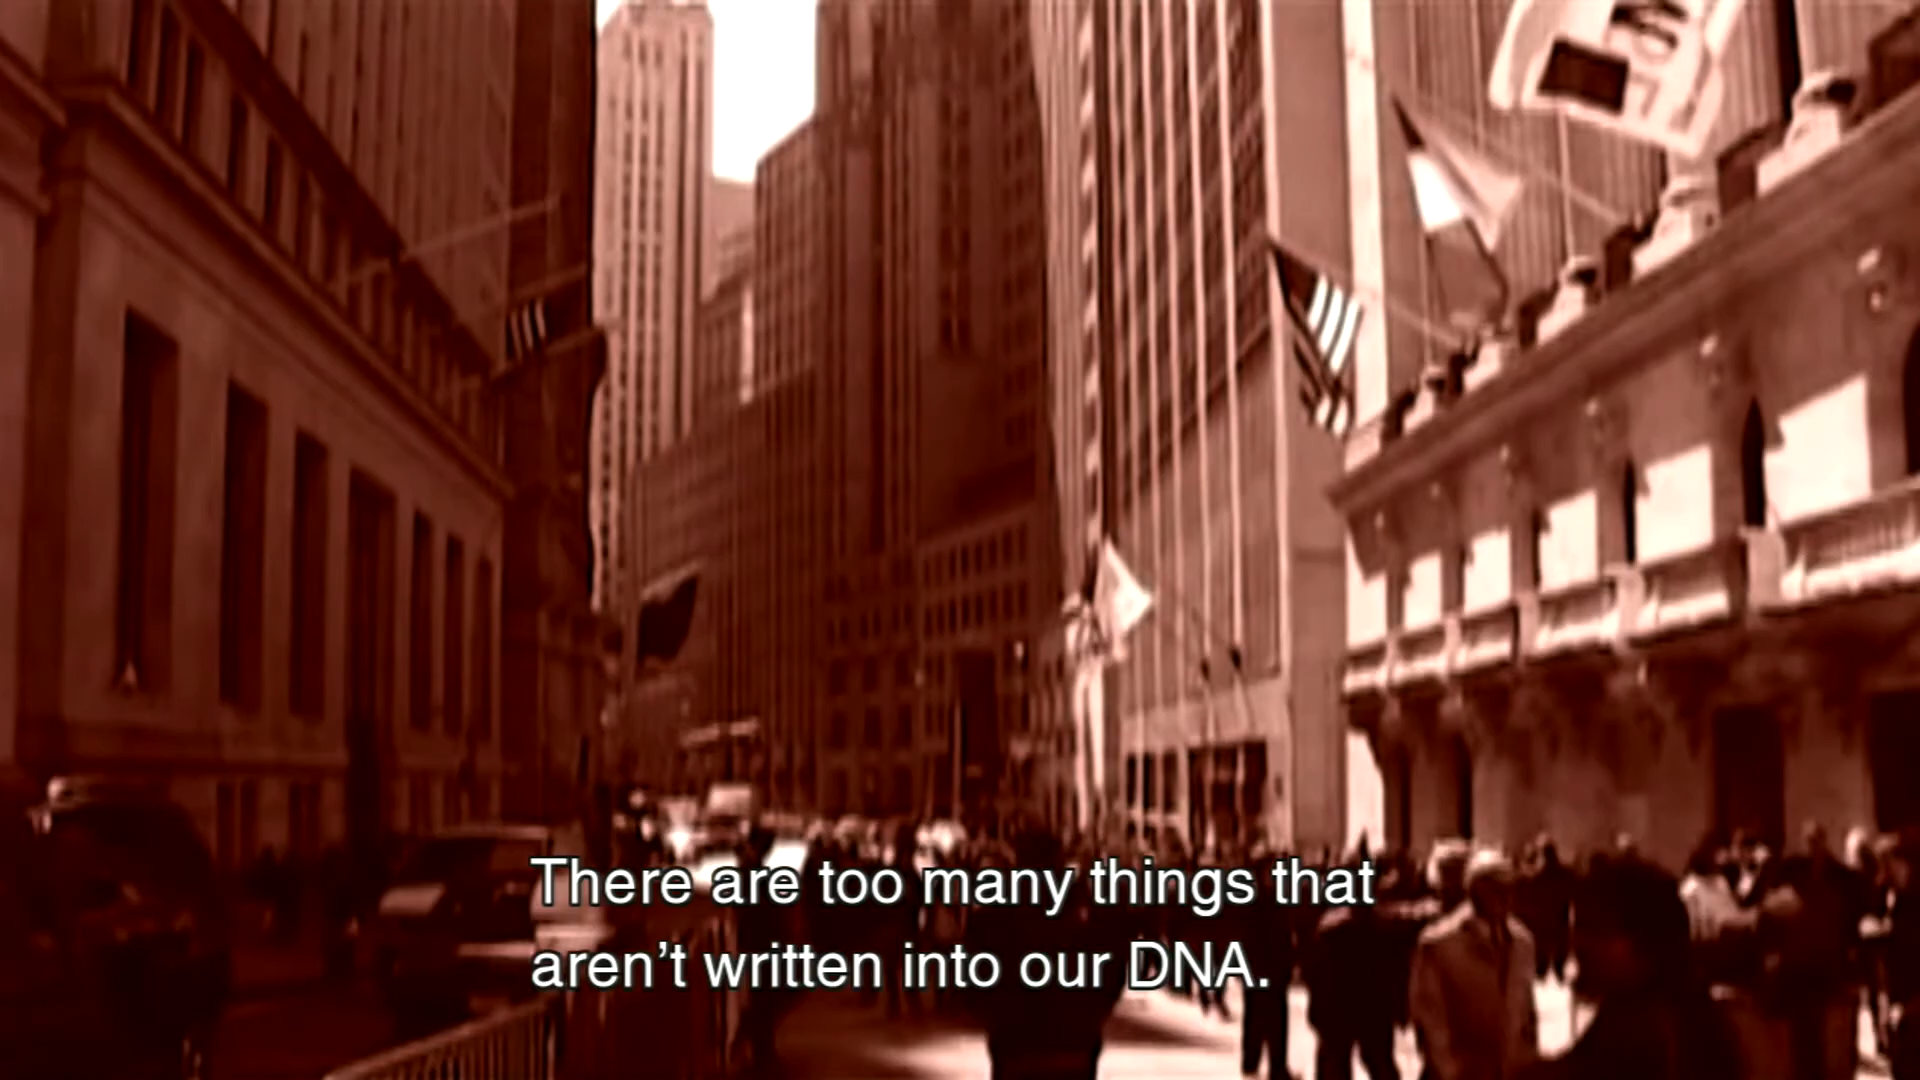 There are too many things that
aren’t written into our DNA.